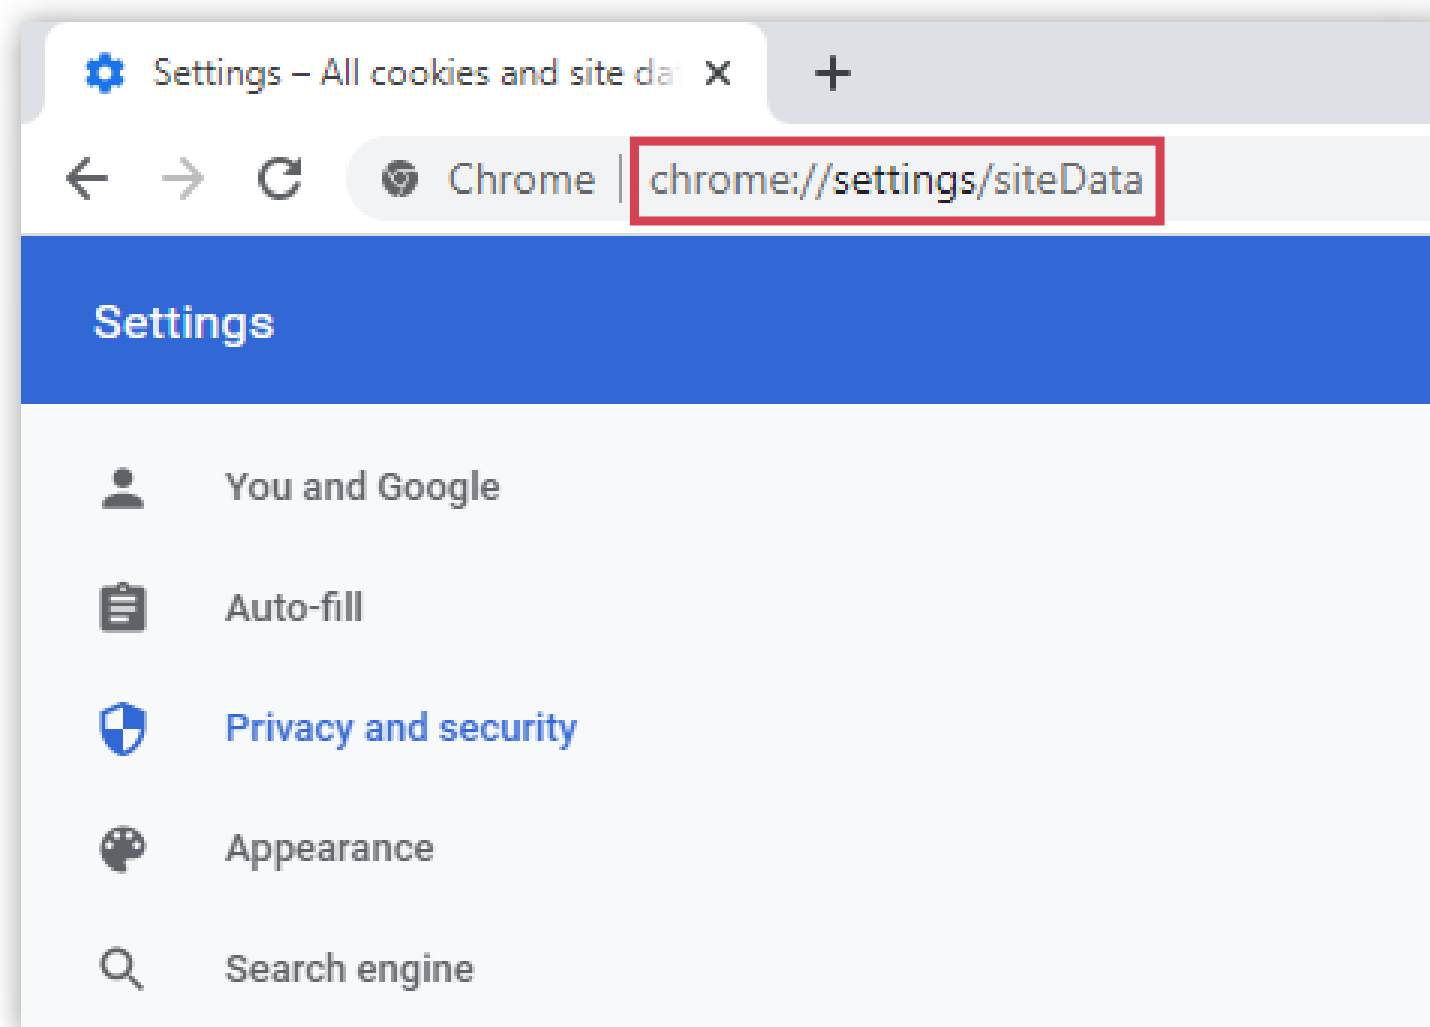 Settings – All cookies and site da
Chrome chrome://settings/siteData
Settings
You and Google
Auto-fill
Privacy and security
Appearance
Search engine